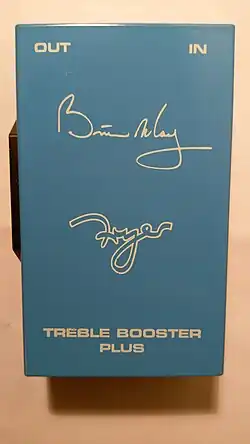 OUT IN
Brian May
Fryer
TREBLE BOOSTER
PLUS